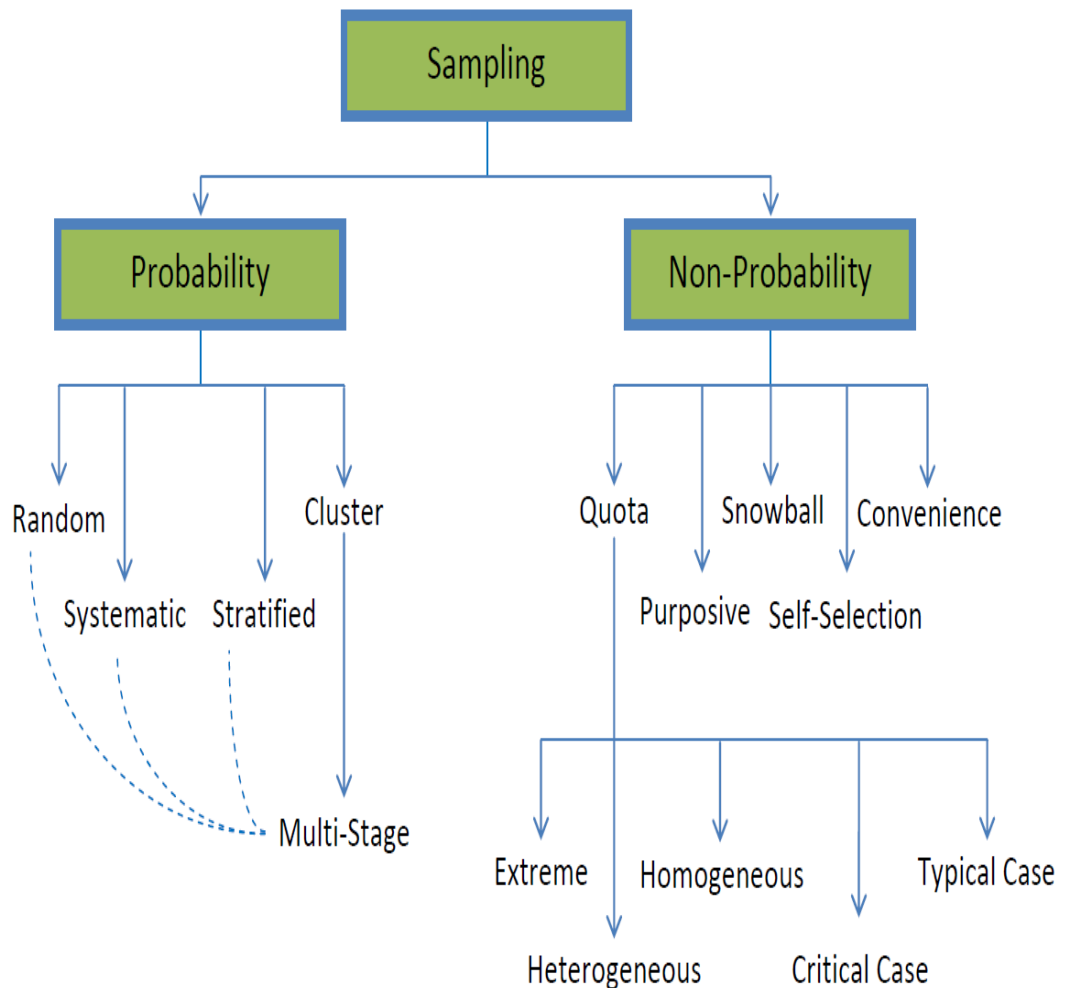 Sampling
Probability
Non-Probability
Random
Cluster
Quota
Snowball
Convenience
Systematic
Stratified
Purposive
Self-Selection
Multi-Stage
Extreme
Homogeneous
Typical Case
Heterogeneous
Critical Case